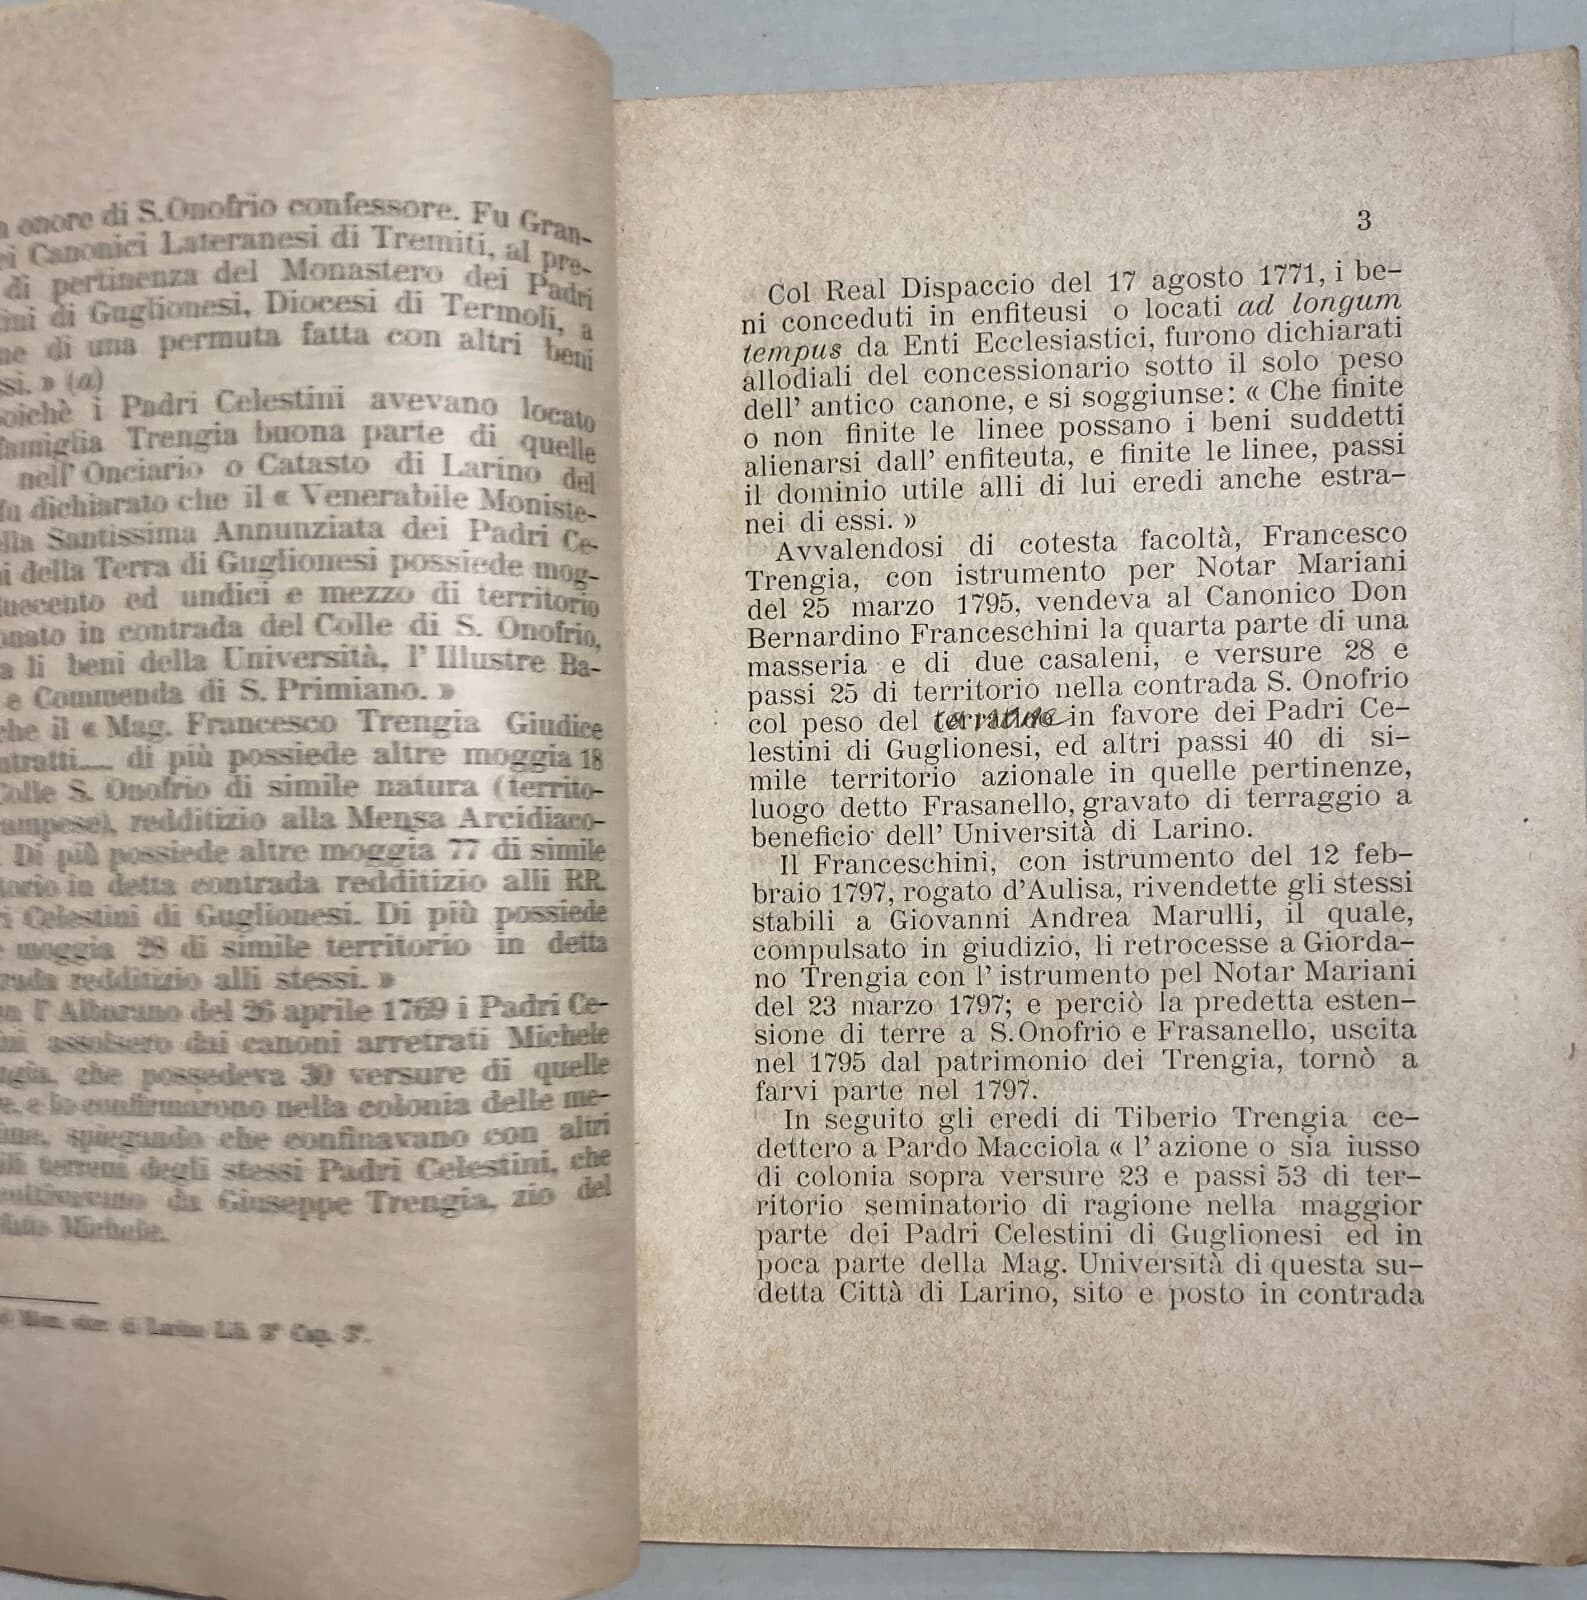 onore di S. Onofrio confessore. Fu Gran-
Canonici Lateranesi di Tremiti, al pre-
di pertinenza del Monastero dei Padri
di Guglionesi, Diocesi di Termoli, a
di una permuta fatta con altri beni
si. » (a)
i Padri Celestini avevano locato
famiglia Trengia buona parte di quelle
nell' Onciario o Catasto di Larino del
fu dichiarato che il « Venerabile Moniste-
Santissima Annunziata dei Padri Ce-
della Terra di Guglionesi possiede mog-
ed undici e mezzo di territorio
in contrada del Colle di S. Onofrio,
li beni della Università, l' Illustre Ba-
e Commenda di S. Primiano. »
che il « Mag. Francesco Trengia Giudice
di più possiede altre moggia 18
Colle S. Onofrio di simile natura (territo-
redditizio alla Mensa Arcidiaco-
Di più possiede altre moggia 77 di simile
in detta contrada redditizio alli RR.
Celestini di Guglionesi. Di più possiede
moggia 28 di simile territorio in detta
redditizio alli stessi. »
l' Albarano del 26 aprile 1769 i Padri Ce-
assolsero dai canoni arretrati Michele
che possedeva 30 versure di quelle
e lo confirmarono nella colonia delle me-
spiegando che confinavano con altri
terreni degli stessi Padri Celestini, che
da Giuseppe Trengia, zio del
Michele.
di Larino Lib. 3° Cap. 3°.
3
Col Real Dispaccio del 17 agosto 1771, i be-
ni conceduti in enfiteusi o locati ad longum
tempus da Enti Ecclesiastici, furono dichiarati
allodiali del concessionario sotto il solo peso
dell' antico canone, e si soggiunse: « Che finite
o non finite le linee possano i beni suddetti
alienarsi dall' enfiteuta, e finite le linee, passi
il dominio utile alli di lui eredi anche estra-
nei di essi. »
Avvalendosi di cotesta facoltà, Francesco
Trengia, con istrumento per Notar Mariani
del 25 marzo 1795, vendeva al Canonico Don
Bernardino Franceschini la quarta parte di una
masseria e di due casaleni, e versure 28 e
passi 25 di territorio nella contrada S. Onofrio
col peso del in favore dei Padri Ce-
lestini di Guglionesi, ed altri passi 40 di si-
mile territorio azionale in quelle pertinenze,
luogo detto Frasanello, gravato di terraggio a
beneficio dell' Università di Larino.
Il Franceschini, con istrumento del 12 feb-
braio 1797, rogato d'Aulisa, rivendette gli stessi
stabili a Giovanni Andrea Marulli, il quale,
compulsato in giudizio, li retrocesse a Giorda-
no Trengia con l' istrumento pel Notar Mariani
del 23 marzo 1797; e perciò la predetta esten-
sione di terre a S. Onofrio e Frasanello, uscita
nel 1795 dal patrimonio dei Trengia, tornò a
farvi parte nel 1797.
In seguito gli eredi di Tiberio Trengia ce-
dettero a Pardo Macciola « l' azione o sia iusso
di colonia sopra versure 23 e passi 53 di ter-
ritorio seminatorio di ragione nella maggior
parte dei Padri Celestini di Guglionesi ed in
poca parte della Mag. Università di questa su-
detta Città di Larino, sito e posto in contrada